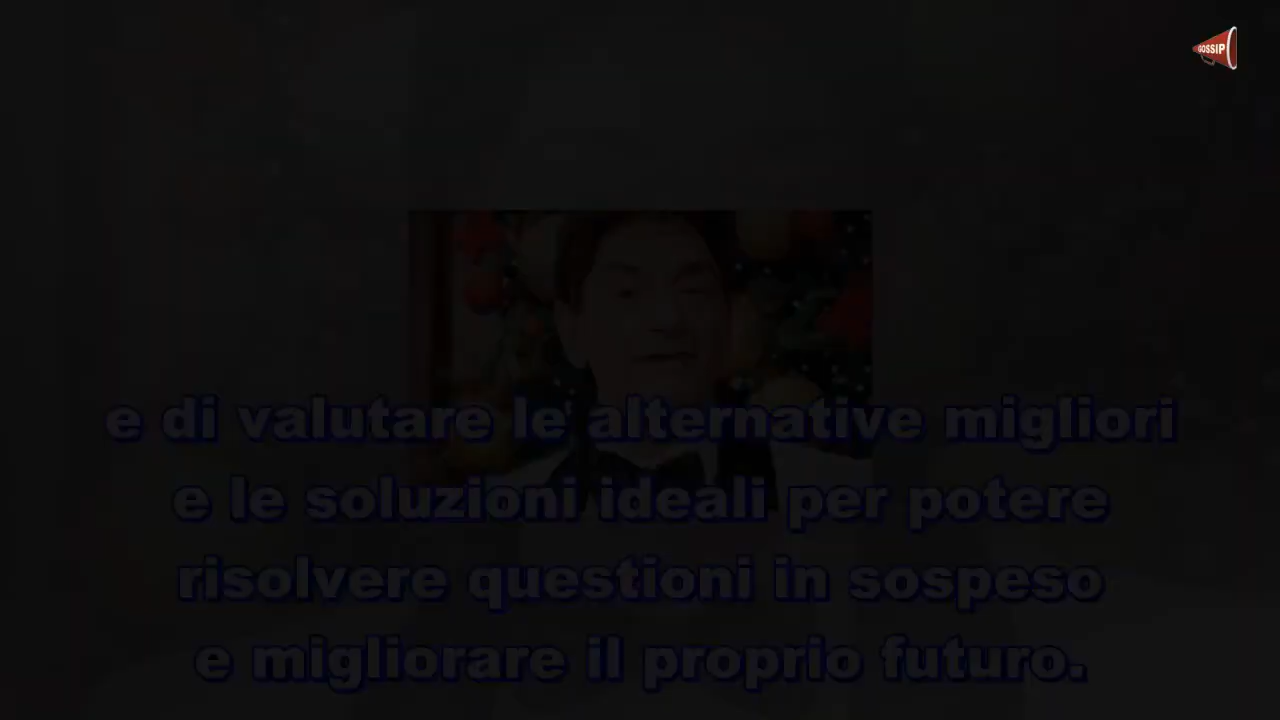 GOSSIP
e di valutare le alternative migliori
e le soluzioni ideali per potere
risolvere questioni in sospeso
e migliorare il proprio futuro.